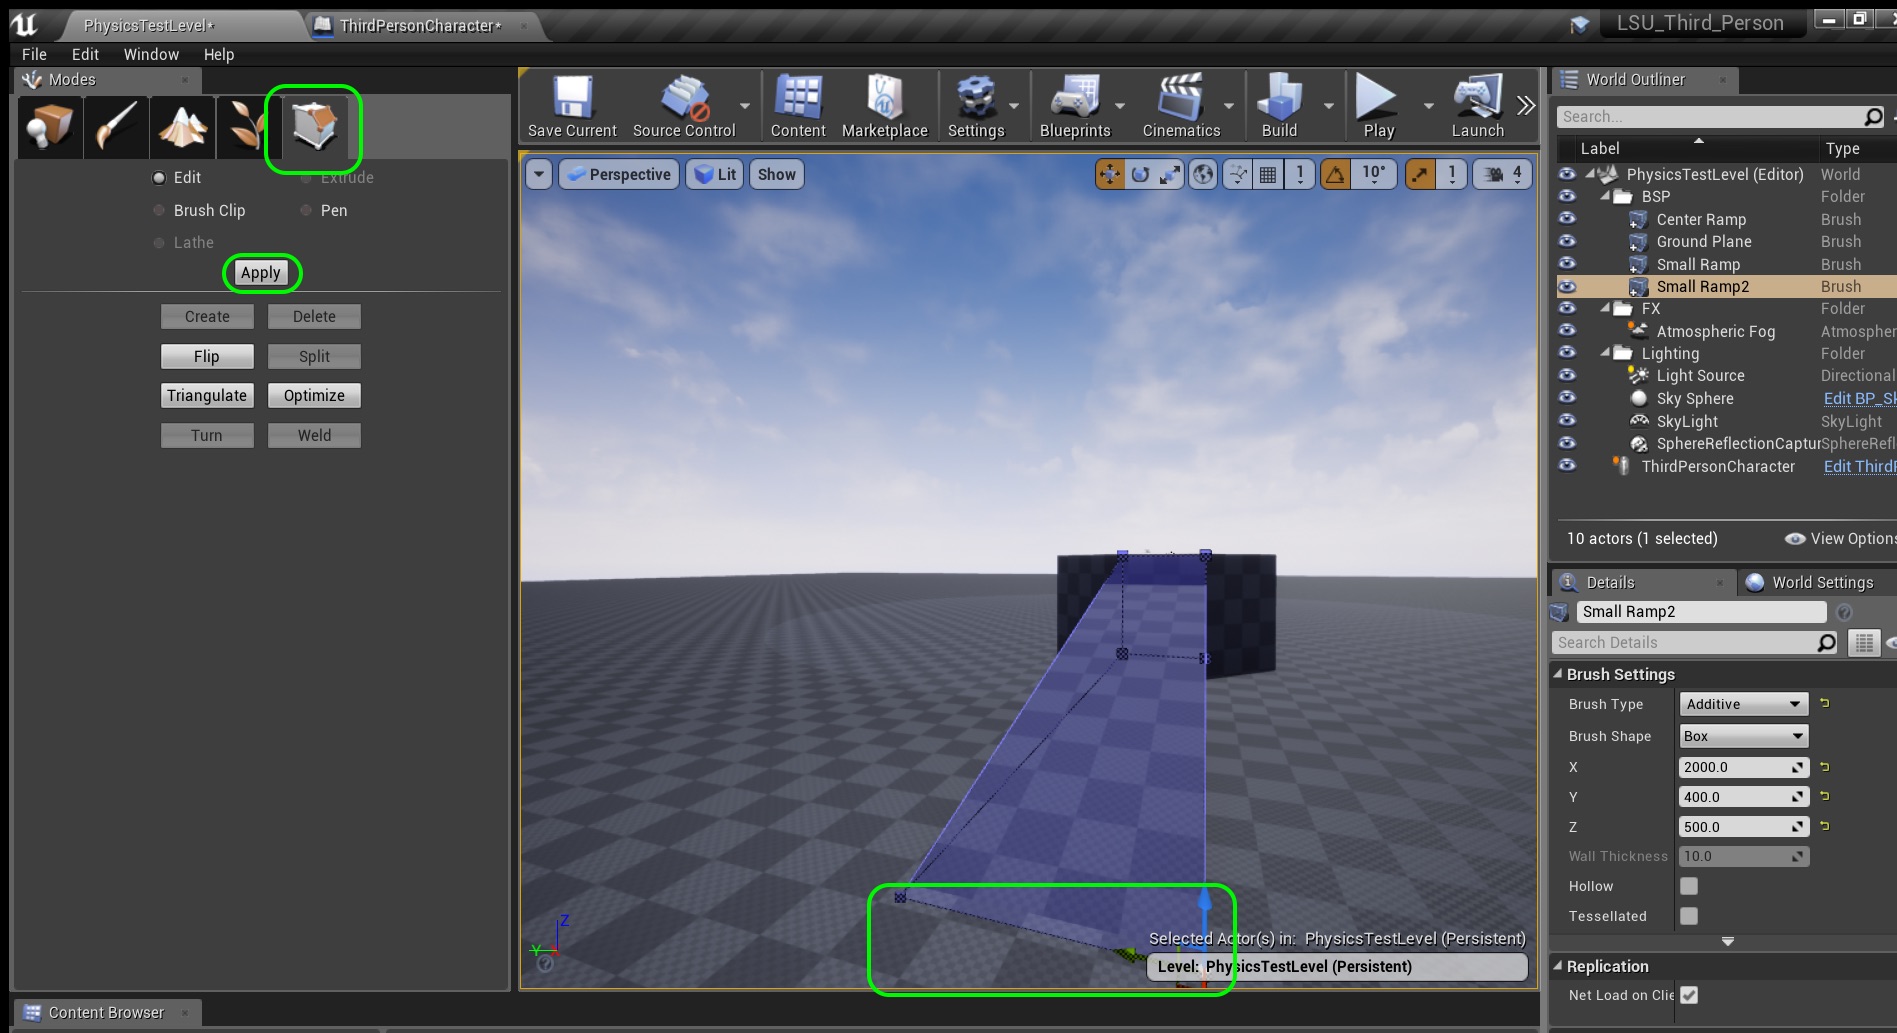 PhysicsTestLevel*
ThirdPersonCharacter*
LSU_Third_Person
File Edit Window Help
Modes
Edit
Extrude
Brush Clip
Pen
Lathe
Apply
Create
Delete
Flip
Split
Triangulate
Optimize
Turn
Weld
Save Current
Source Control
Content
Marketplace
Settings
Blueprints
Cinematics
Build
Play
Launch
Perspective
Lit
Show
1
10°
1
4
Z
Y
Selected Actor(s) in: PhysicsTestLevel (Persistent)
Level: PhysicsTestLevel (Persistent)
World Outliner
Search...
Label Type
PhysicsTestLevel (Editor) World
BSP Folder
Center Ramp Brush
Ground Plane Brush
Small Ramp Brush
Small Ramp2 Brush
FX Folder
Atmospheric Fog Atmospher
Lighting Folder
Light Source Directional
Sky Sphere Edit BP_Sk
SkyLight SkyLight
SphereReflectionCaptur SphereRefl
ThirdPersonCharacter Edit ThirdP
10 actors (1 selected)
View Options
Details
World Settings
Small Ramp2
Search Details
Brush Settings
Brush Type Additive
Brush Shape Box
X 2000.0
Y 400.0
Z 500.0
Wall Thickness 10.0
Hollow
Tessellated
Replication
Net Load on Clie
Content Browser